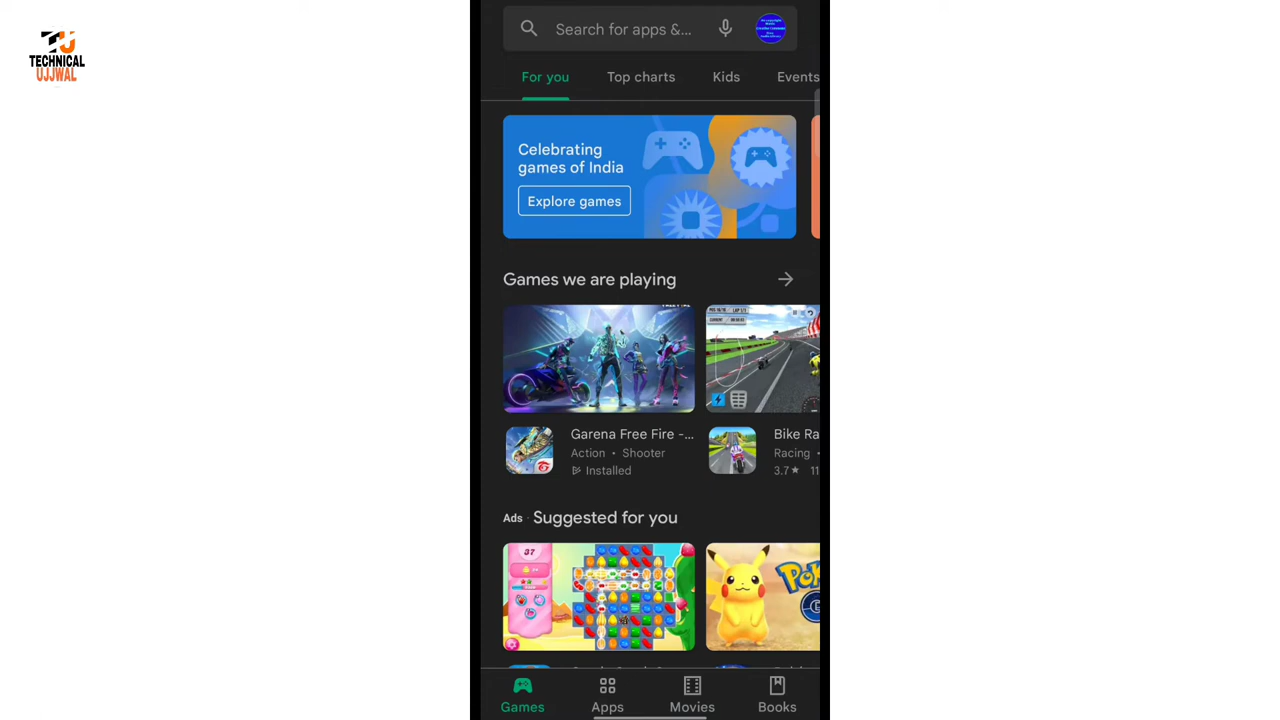 TECHNICAL
UJJWAL
Search for apps &...
For you
Top charts
Kids
Events
Celebrating
games of India
Explore games
Games we are playing
Garena Free Fire -...
Action • Shooter
Installed
Bike Ra
Racing •
3.7★ 11
Ads · Suggested for you
37
Games
Apps
Movies
Books